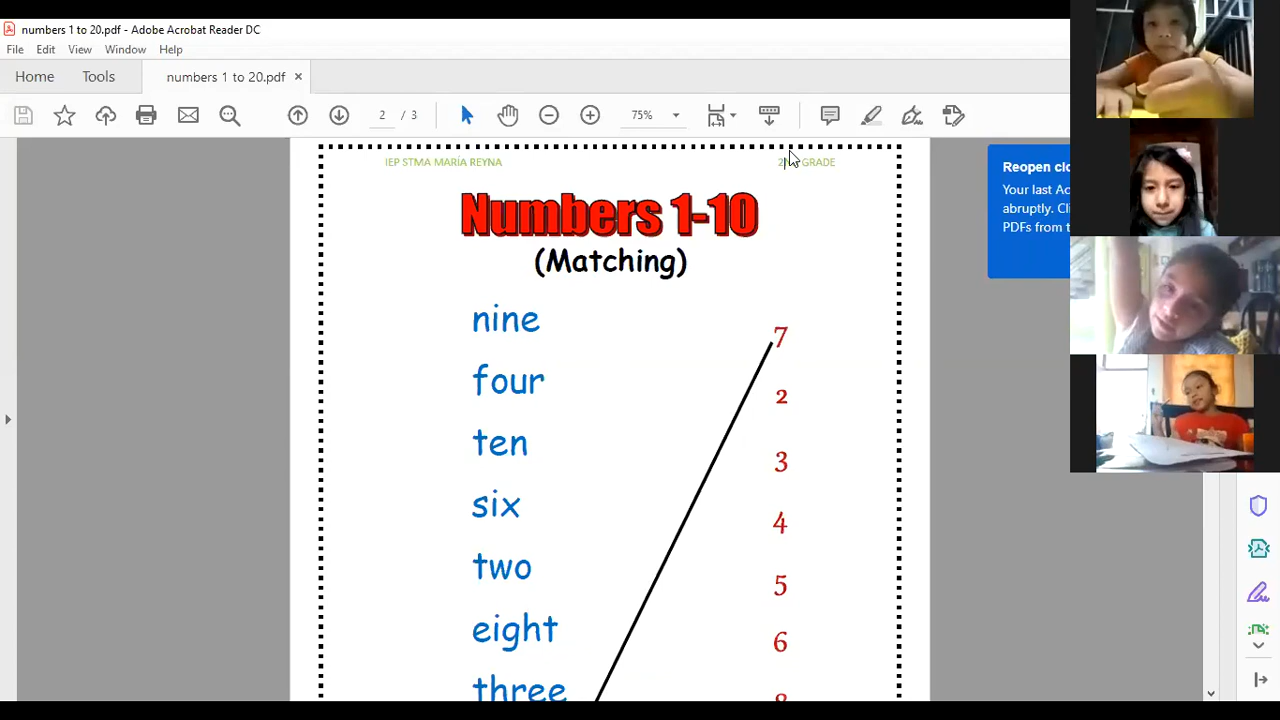 numbers 1 to 20.pdf - Adobe Acrobat Reader DC
File Edit View Window Help
Home Tools numbers 1 to 20.pdf ×
2 / 3 75%
IEP STMA MARÍA REYNA GRADE
Numbers 1-10
(Matching)
nine 7
four 2
ten 3
six 4
two 5
eight 6
three 8
Reopen
Your last
abruptly.
PDFs from